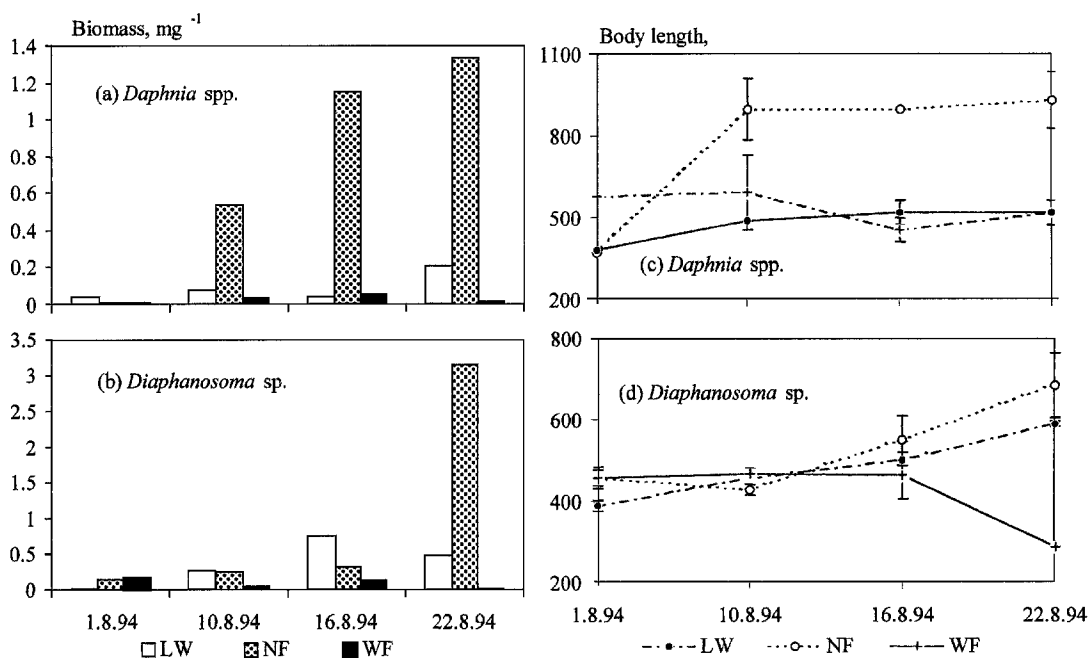 Biomass, mg ⁻¹
1.4
1.2
1
0.8
0.6
0.4
0.2
0
(a) Daphnia spp.
3.5
3
2.5
2
1.5
1
0.5
0
(b) Diaphanosoma sp.
1.8.94 10.8.94 16.8.94 22.8.94
LW NF WF
Body length,
1100
800
500
200
(c) Daphnia spp.
800
600
400
200
(d) Diaphanosoma sp.
1.8.94 10.8.94 16.8.94 22.8.94
LW NF WF